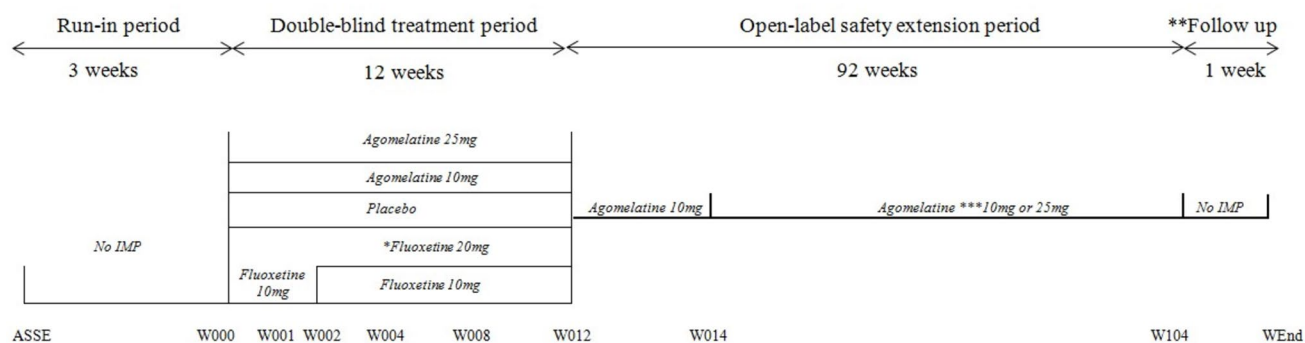 Run-in period
Double-blind treatment period
Open-label safety extension period
**Follow up
3 weeks
12 weeks
92 weeks
1 week
Agomelatine 25mg
Agomelatine 10mg
Placebo
Agomelatine 10mg
Agomelatine ***10mg or 25mg
No IMP
No IMP
*Fluoxetine 20mg
Fluoxetine
10mg
Fluoxetine 10mg
ASSE
W000
W001
W002
W004
W008
W012
W014
W104
WEnd